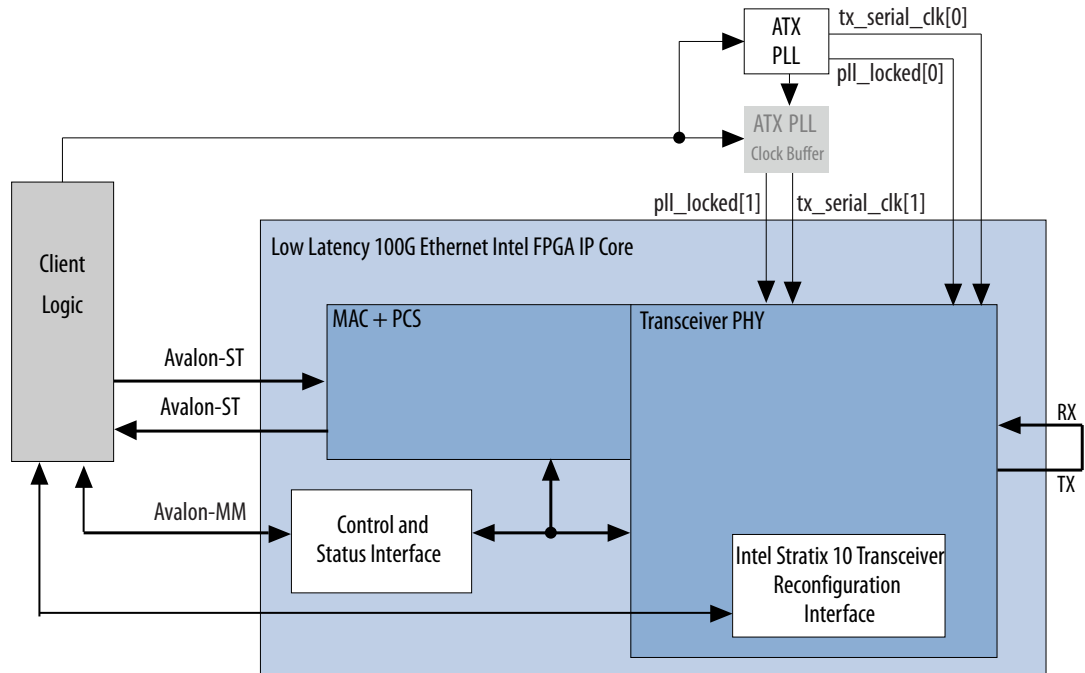 ATX
PLL
tx_serial_clk[0]
pll_locked[0]
ATX PLL
Clock Buffer
pll_locked[1]
tx_serial_clk[1]
Client
Logic
Low Latency 100G Ethernet Intel FPGA IP Core
MAC + PCS
Transceiver PHY
Avalon-ST
Avalon-ST
RX
TX
Avalon-MM
Control and
Status Interface
Intel Stratix 10 Transceiver
Reconfiguration
Interface